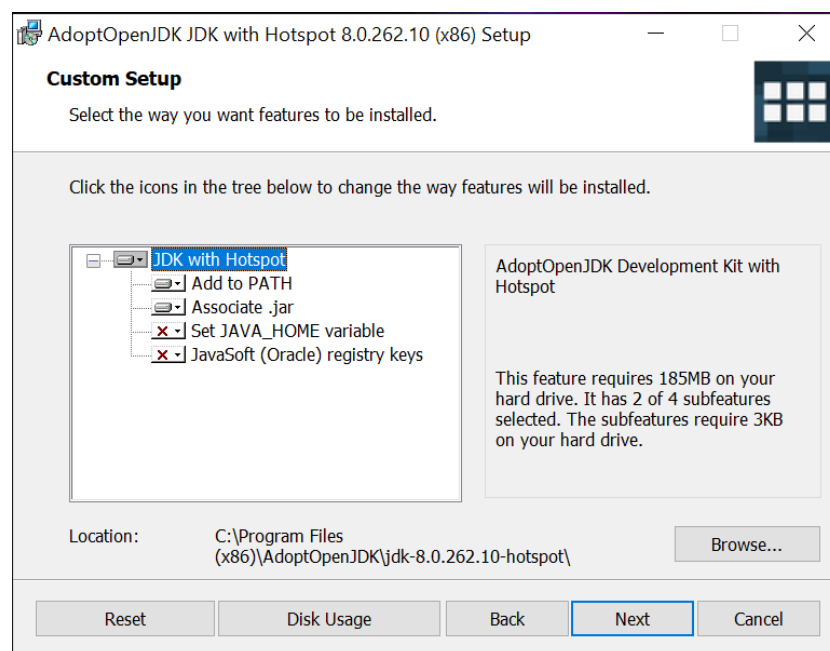 AdoptOpenJDK JDK with Hotspot 8.0.262.10 (x86) Setup
Custom Setup
Select the way you want features to be installed.
Click the icons in the tree below to change the way features will be installed.
JDK with Hotspot
Add to PATH
Associate .jar
Set JAVA_HOME variable
JavaSoft (Oracle) registry keys
AdoptOpenJDK Development Kit with
Hotspot
This feature requires 185MB on your
hard drive. It has 2 of 4 subfeatures
selected. The subfeatures require 3KB
on your hard drive.
Location:
C:\Program Files
(x86)\AdoptOpenJDK\jdk-8.0.262.10-hotspot\
Browse...
Reset
Disk Usage
Back
Next
Cancel